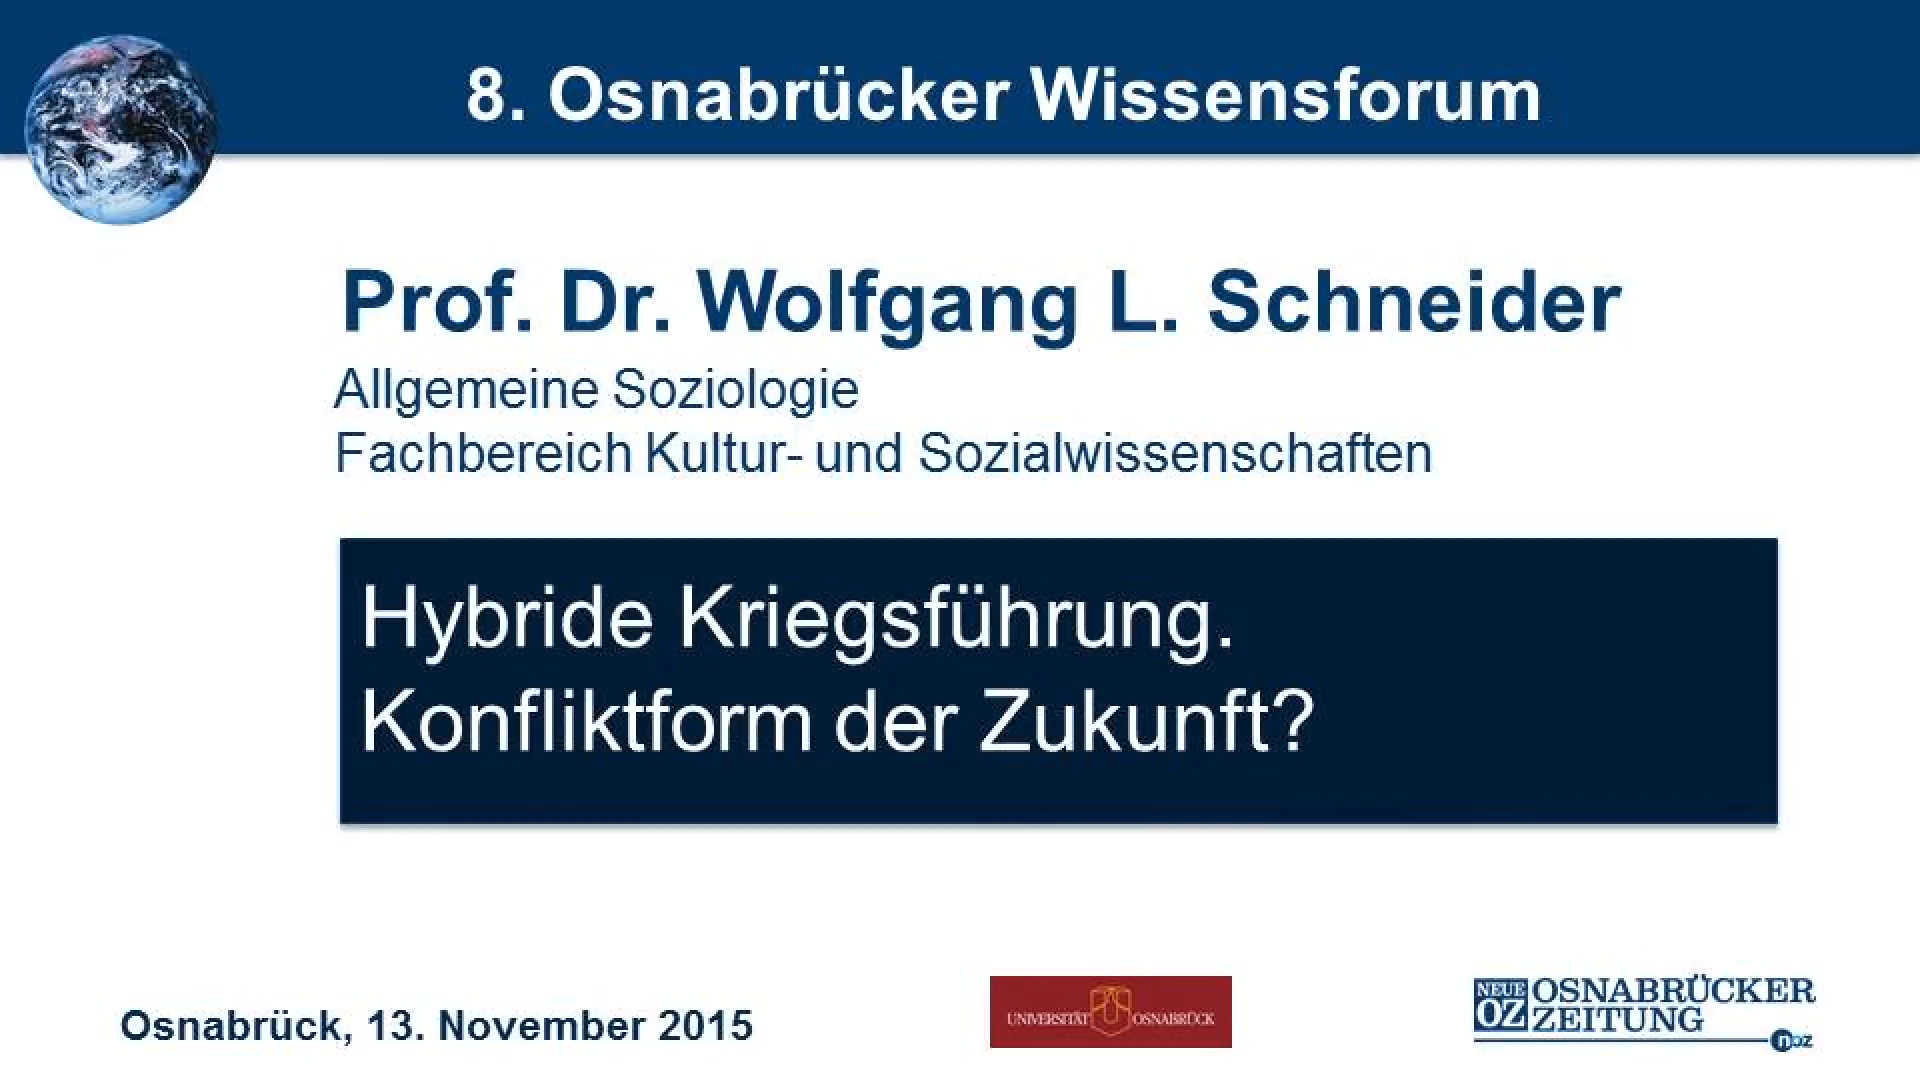 8. Osnabrücker Wissensforum
Prof. Dr. Wolfgang L. Schneider
Allgemeine Soziologie
Fachbereich Kultur- und Sozialwissenschaften
Hybride Kriegsführung.
Konfliktform der Zukunft?
Osnabrück, 13. November 2015
UNIVERSITÄT OSNABRÜCK
NEUE OZ OSNABRÜCKER
ZEITUNG
noz